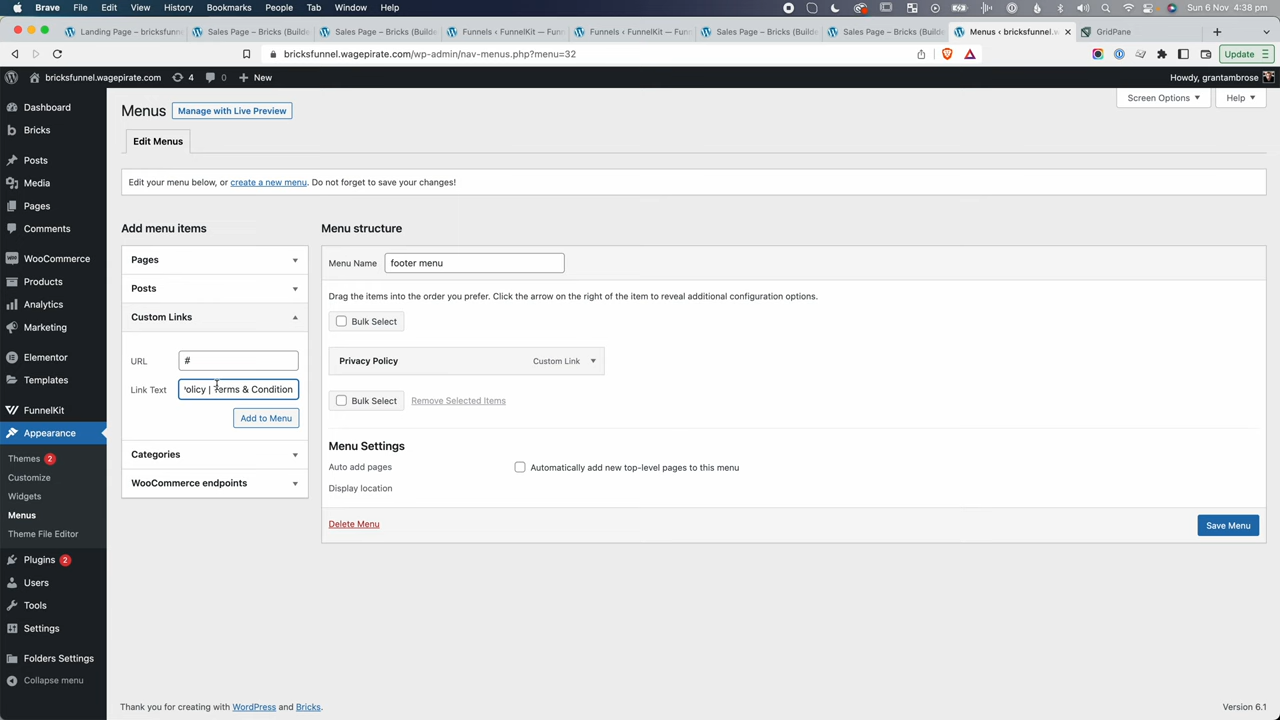 Brave File Edit View History Bookmarks People Tab Window Help
Sun 6 Nov 4:38 pm
Landing Page – bricksfunn
Sales Page – Bricks (Builde
Sales Page – Bricks (Builde
Funnels ‹ FunnelKit — Funn
Funnels ‹ FunnelKit — Funn
Sales Page – Bricks (Builde
Sales Page – Bricks (Builde
Menus ‹ bricksfunnel.w
GridPane
bricksfunnel.wagepirate.com/wp-admin/nav-menus.php?menu=32
Update
bricksfunnel.wagepirate.com 4 0 New
Howdy, grantambrose
Dashboard
Bricks
Posts
Media
Pages
Comments
WooCommerce
Products
Analytics
Marketing
Elementor
Templates
FunnelKit
Appearance
Themes 2
Customize
Widgets
Menus
Theme File Editor
Plugins 2
Users
Tools
Settings
Folders Settings
Collapse menu
Menus Manage with Live Preview
Screen Options Help
Edit Menus
Edit your menu below, or create a new menu. Do not forget to save your changes!
Add menu items
Pages
Posts
Custom Links
URL #
Link Text olicy | Terms & Condition
Add to Menu
Categories
WooCommerce endpoints
Menu structure
Menu Name footer menu
Drag the items into the order you prefer. Click the arrow on the right of the item to reveal additional configuration options.
Bulk Select
Privacy Policy Custom Link
Bulk Select Remove Selected Items
Menu Settings
Auto add pages Automatically add new top-level pages to this menu
Display location
Delete Menu
Save Menu
Thank you for creating with WordPress and Bricks.
Version 6.1